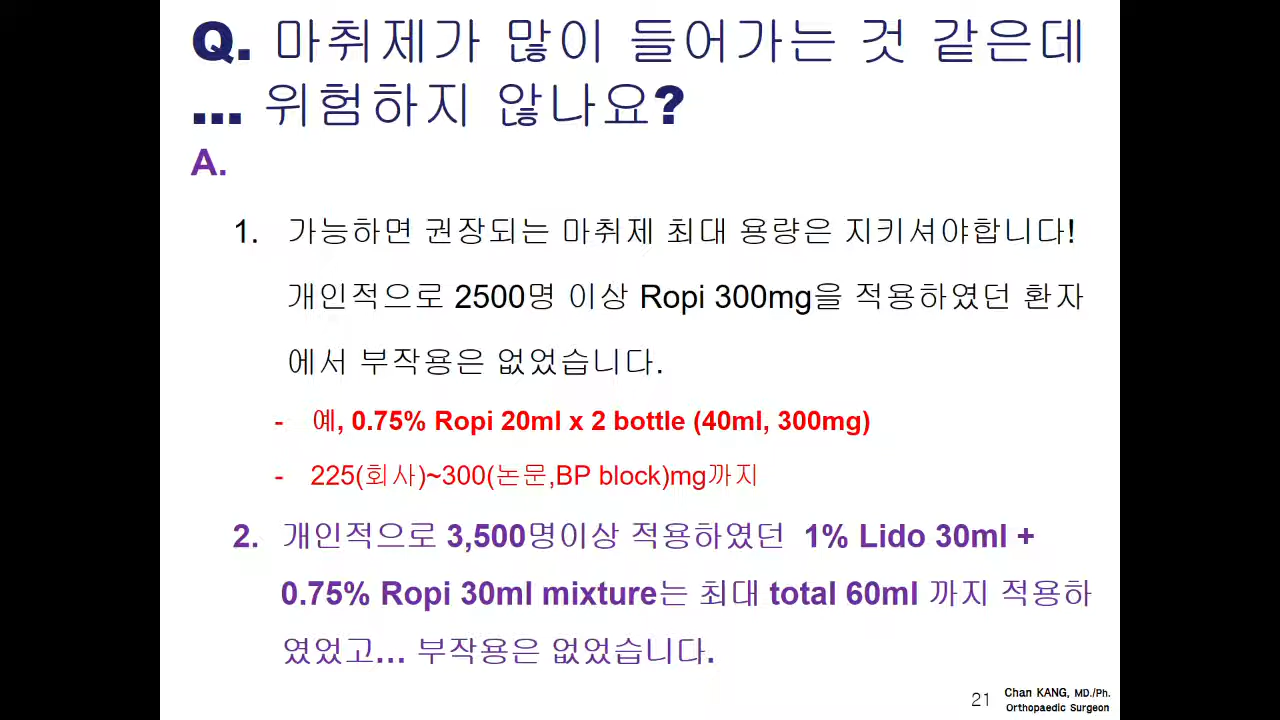 Q. 마취제가 많이 들어가는 것 같은데
... 위험하지 않나요?
A.
1. 가능하면 권장되는 마취제 최대 용량은 지키셔야합니다!
개인적으로 2500명 이상 Ropi 300mg을 적용하였던 환자
에서 부작용은 없었습니다.
- 예, 0.75% Ropi 20ml x 2 bottle (40ml, 300mg)
- 225(회사)~300(논문,BP block)mg까지
2. 개인적으로 3,500명이상 적용하였던 1% Lido 30ml +
0.75% Ropi 30ml mixture는 최대 total 60ml 까지 적용하
였었고... 부작용은 없었습니다.
21
Chan KANG, MD./Ph.
Orthopaedic Surgeon